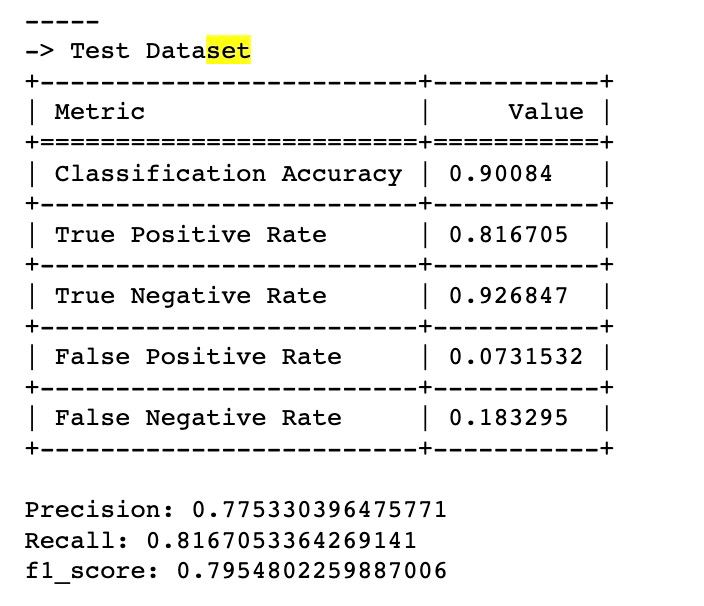 -----
-> Test Dataset
+-------------------------+-----------+
| Metric                  |     Value |
+=========================+===========+
| Classification Accuracy | 0.90084   |
+-------------------------+-----------+
| True Positive Rate      | 0.816705  |
+-------------------------+-----------+
| True Negative Rate      | 0.926847  |
+-------------------------+-----------+
| False Positive Rate     | 0.0731532 |
+-------------------------+-----------+
| False Negative Rate     | 0.183295  |
+-------------------------+-----------+
Precision: 0.775330396475771
Recall: 0.8167053364269141
f1_score: 0.7954802259887006